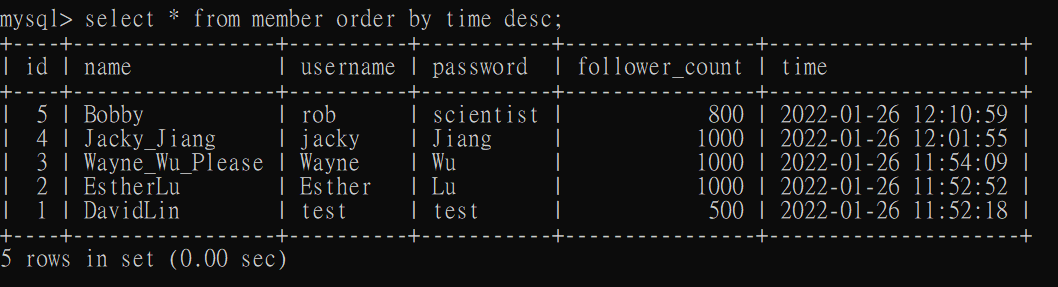 mysql> select * from member order by time desc;
+----+-----------------+----------+-----------+----------------+---------------------+
| id | name            | username | password  | follower_count | time                |
+----+-----------------+----------+-----------+----------------+---------------------+
|  5 | Bobby           | rob      | scientist |            800 | 2022-01-26 12:10:59 |
|  4 | Jacky_Jiang     | jacky    | Jiang     |           1000 | 2022-01-26 12:01:55 |
|  3 | Wayne_Wu_Please | Wayne    | Wu        |           1000 | 2022-01-26 11:54:09 |
|  2 | EstherLu        | Esther   | Lu        |           1000 | 2022-01-26 11:52:52 |
|  1 | DavidLin        | test     | test      |            500 | 2022-01-26 11:52:18 |
+----+-----------------+----------+-----------+----------------+---------------------+
5 rows in set (0.00 sec)